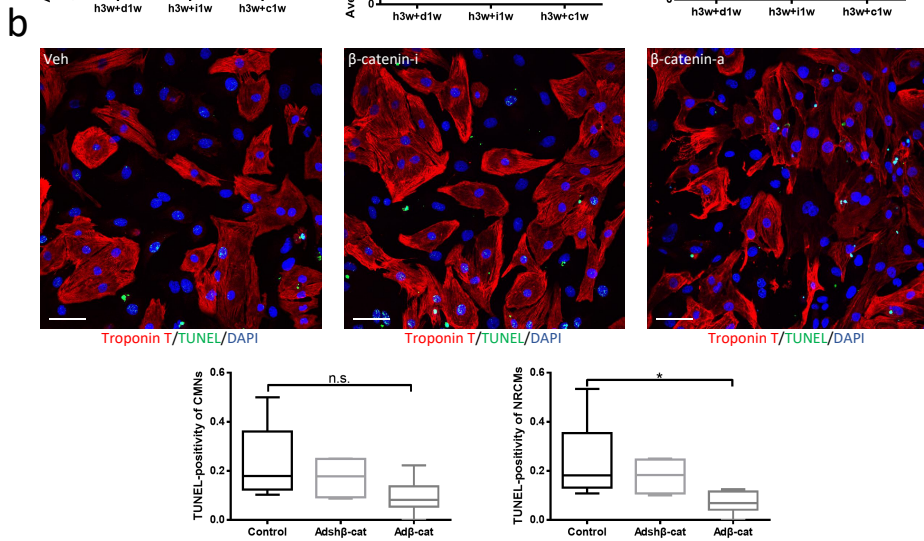 h3w+d1w h3w+i1w h3w+c1w
0
h3w+d1w h3w+i1w h3w+c1w
h3w+d1w h3w+i1w h3w+c1w
b
Veh
β-catenin-i
β-catenin-a
Troponin T/TUNEL/DAPI
Troponin T/TUNEL/DAPI
Troponin T/TUNEL/DAPI
TUNEL-positivity of CMNs
0.6
0.4
0.2
0.0
n.s.
Control Adshβ-cat Adβ-cat
TUNEL-positivity of NRCMs
0.6
0.4
0.2
0.0
*
Control Adshβ-cat Adβ-cat